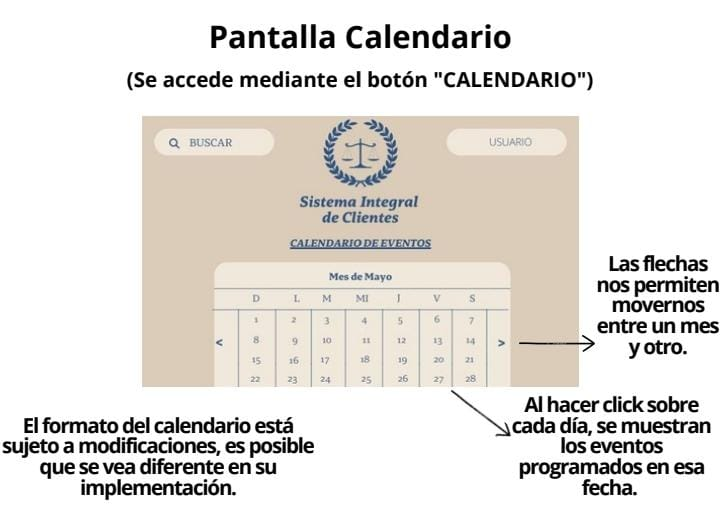 Pantalla Calendario
(Se accede mediante el botón "CALENDARIO")
BUSCAR
USUARIO
Sistema Integral
de Clientes
CALENDARIO DE EVENTOS
Mes de Mayo
D L M MI J V S
1 2 3 4 5 6 7
< 8 9 10 11 12 13 14 >
15 16 17 18 19 20 21
22 23 24 25 26 27 28
Las flechas
nos permiten
movernos
entre un mes
y otro.
Al hacer click sobre
cada día, se muestran
los eventos
programados en esa
fecha.
El formato del calendario está
sujeto a modificaciones, es posible
que se vea diferente en su
implementación.